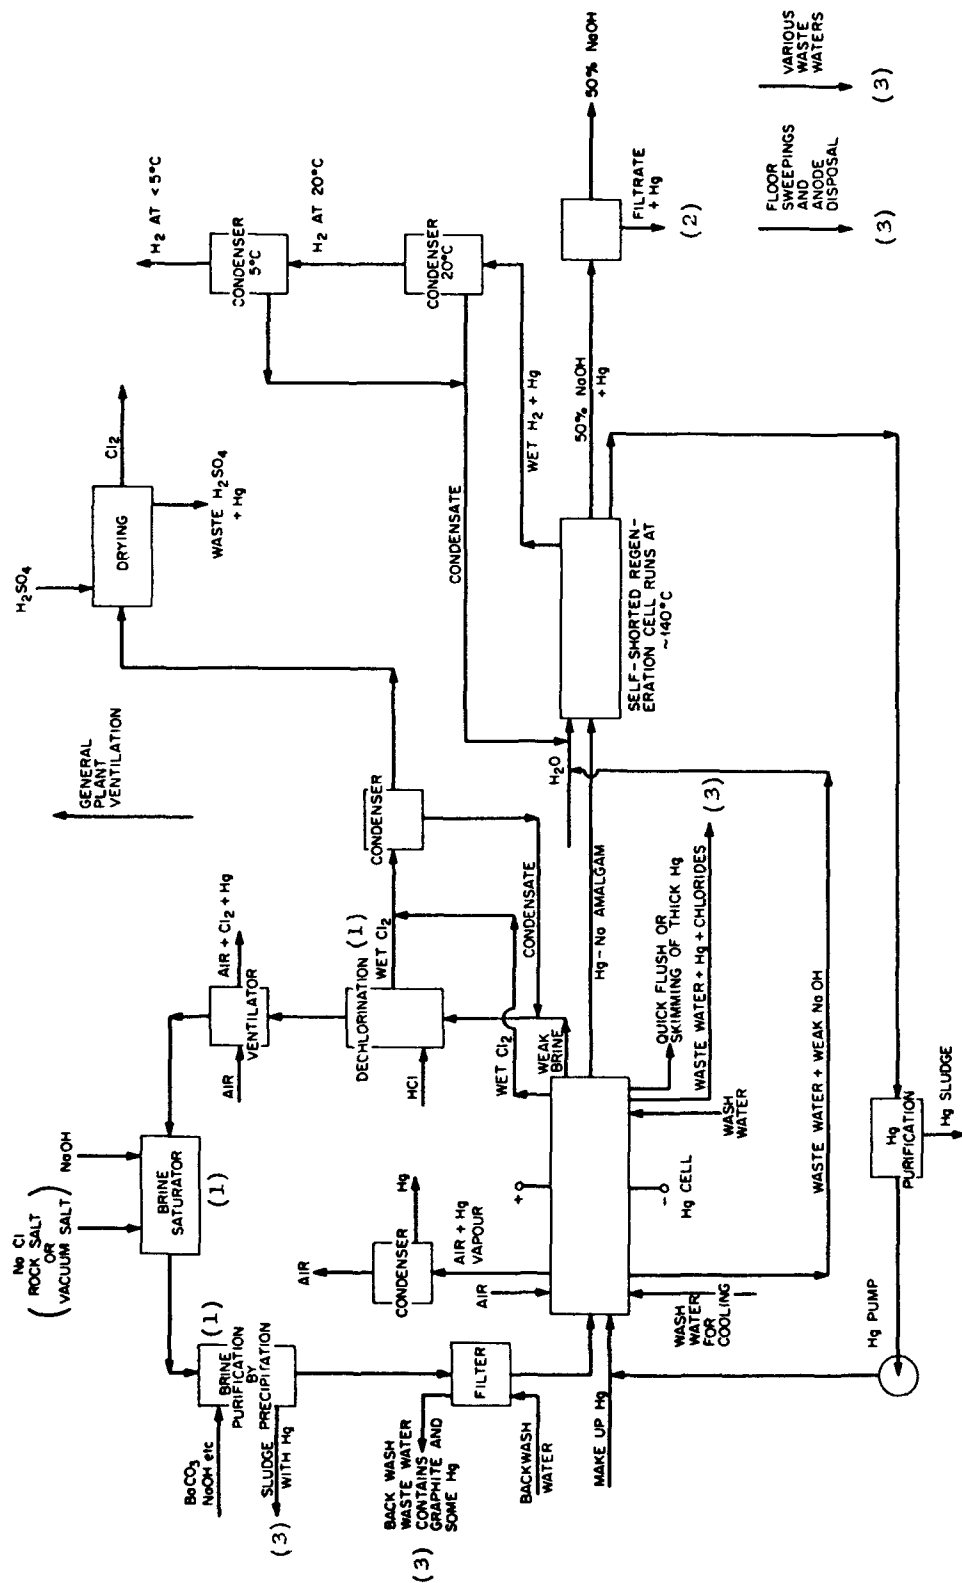 No Cl
ROCK SALT
OR
VACUUM SALT
NaOH
BRINE
SATURATOR
(1)
BaCO3
NaOH etc
BRINE
PURIFICATION
BY
PRECIPITATION
(1)
SLUDGE
WITH Hg
(3)
AIR
VENTILATOR
AIR + Cl2 + Hg
GENERAL
PLANT
VENTILATION
H2SO4
DRYING
Cl2
WASTE H2SO4
+ Hg
H2 AT <5°C
CONDENSER
5°C
H2 AT 20°C
CONDENSER
20°C
BACK WASH
WASTE WATER
CONTAINS
GRAPHITE AND
SOME Hg
(3)
FILTER
BACKWASH
WATER
AIR
CONDENSER
Hg
AIR + Hg
VAPOUR
AIR
HCl
DECHLORINATION (1)
WET Cl2
CONDENSER
WET Cl2
WEAK
BRINE
CONDENSATE
CONDENSATE
WET H2 + Hg
MAKE UP Hg
+
-
Hg CELL
WASH
WATER
FOR
COOLING
WASH
WATER
QUICK FLUSH OR
SKIMMING OF THICK Hg
WASTE WATER + Hg + CHLORIDES
(3)
Hg-Na AMALGAM
H2O
SELF-SHORTED REGEN-
ERATION CELL RUNS AT
~140°C
50% NaOH
+ Hg
50% NaOH
FILTRATE
+ Hg
(2)
WASTE WATER + WEAK NaOH
Hg PUMP
Hg
PURIFICATION
Hg SLUDGE
FLOOR
SWEEPINGS
AND
ANODE
DISPOSAL
(3)
VARIOUS
WASTE
WATERS
(3)